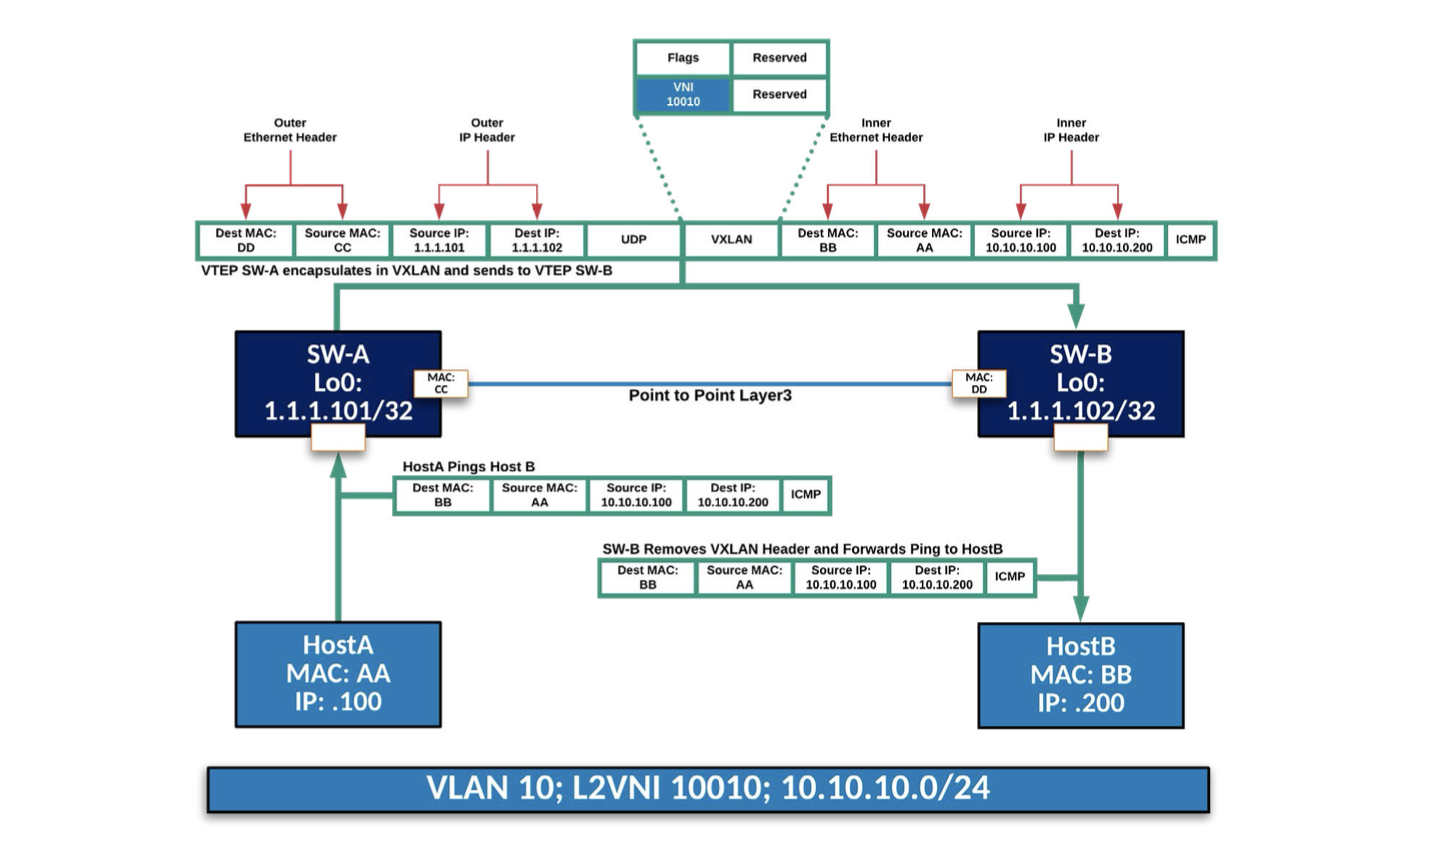 Flags
Reserved
VNI
10010
Reserved
Outer
Ethernet Header
Outer
IP Header
Inner
Ethernet Header
Inner
IP Header
Dest MAC:
DD
Source MAC:
CC
Source IP:
1.1.1.101
Dest IP:
1.1.1.102
UDP
VXLAN
Dest MAC:
BB
Source MAC:
AA
Source IP:
10.10.10.100
Dest IP:
10.10.10.200
ICMP
VTEP SW-A encapsulates in VXLAN and sends to VTEP SW-B
SW-A
Lo0:
1.1.1.101/32
MAC:
CC
Point to Point Layer3
MAC:
DD
SW-B
Lo0:
1.1.1.102/32
HostA Pings Host B
Dest MAC:
BB
Source MAC:
AA
Source IP:
10.10.10.100
Dest IP:
10.10.10.200
ICMP
SW-B Removes VXLAN Header and Forwards Ping to HostB
Dest MAC:
BB
Source MAC:
AA
Source IP:
10.10.10.100
Dest IP:
10.10.10.200
ICMP
HostA
MAC: AA
IP: .100
HostB
MAC: BB
IP: .200
VLAN 10; L2VNI 10010; 10.10.10.0/24